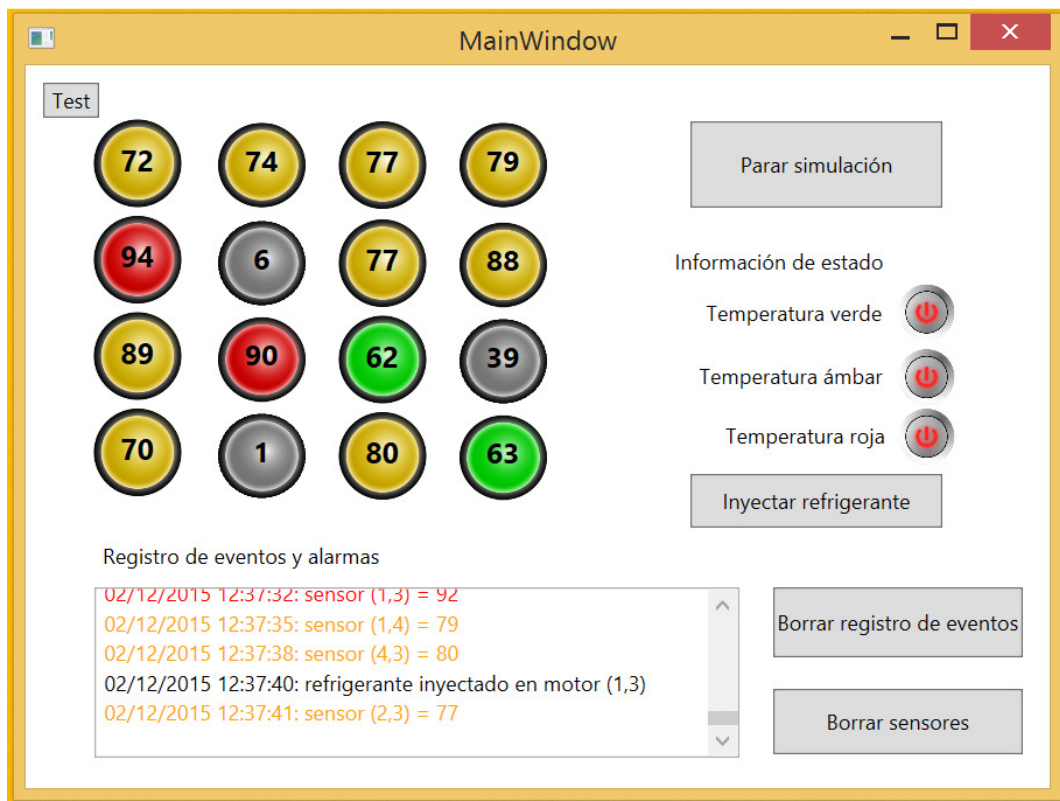 MainWindow
Test
72 74 77 79
Parar simulación
94 6 77 88
Información de estado
Temperatura verde
89 90 62 39
Temperatura ámbar
70 1 80 63
Temperatura roja
Inyectar refrigerante
Registro de eventos y alarmas
02/12/2015 12:37:32: sensor (1,3) = 92
02/12/2015 12:37:35: sensor (1,4) = 79
02/12/2015 12:37:38: sensor (4,3) = 80
02/12/2015 12:37:40: refrigerante inyectado en motor (1,3)
02/12/2015 12:37:41: sensor (2,3) = 77
Borrar registro de eventos
Borrar sensores